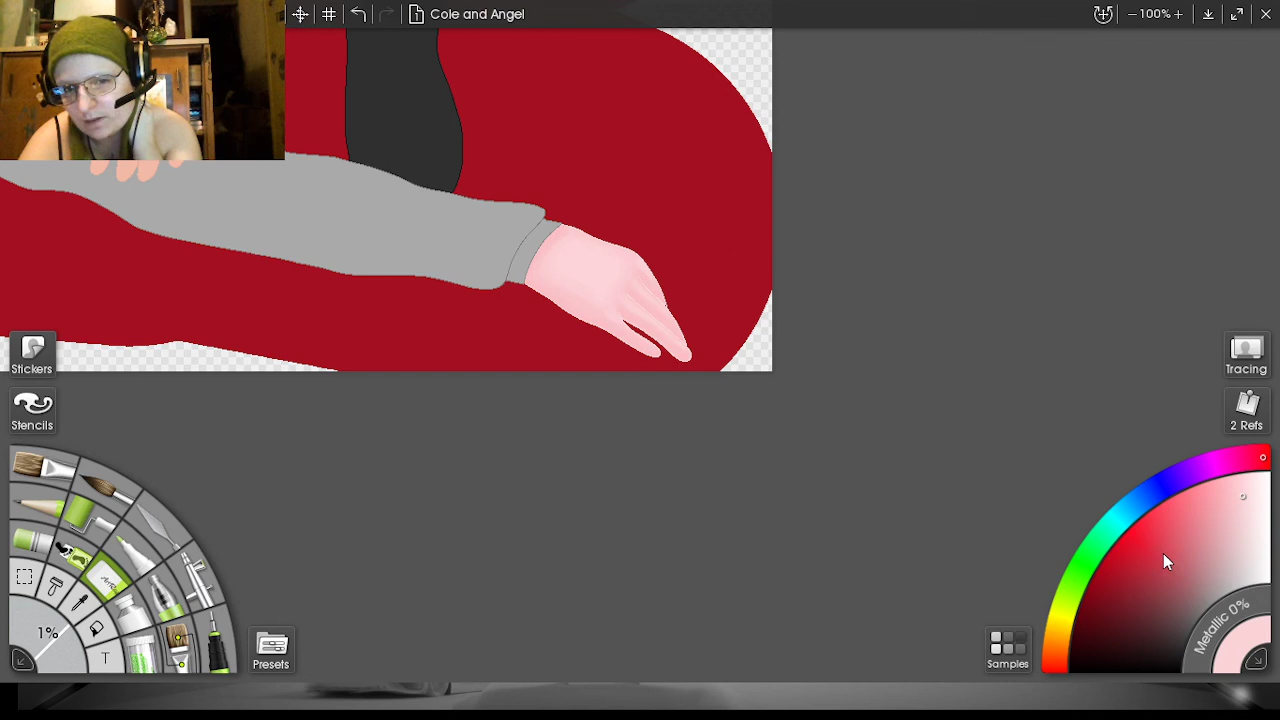 Cole and Angel
100%
Stickers
Tracing
Stencils
2 Refs
1%
T
Presets
Samples
Metallic 0%